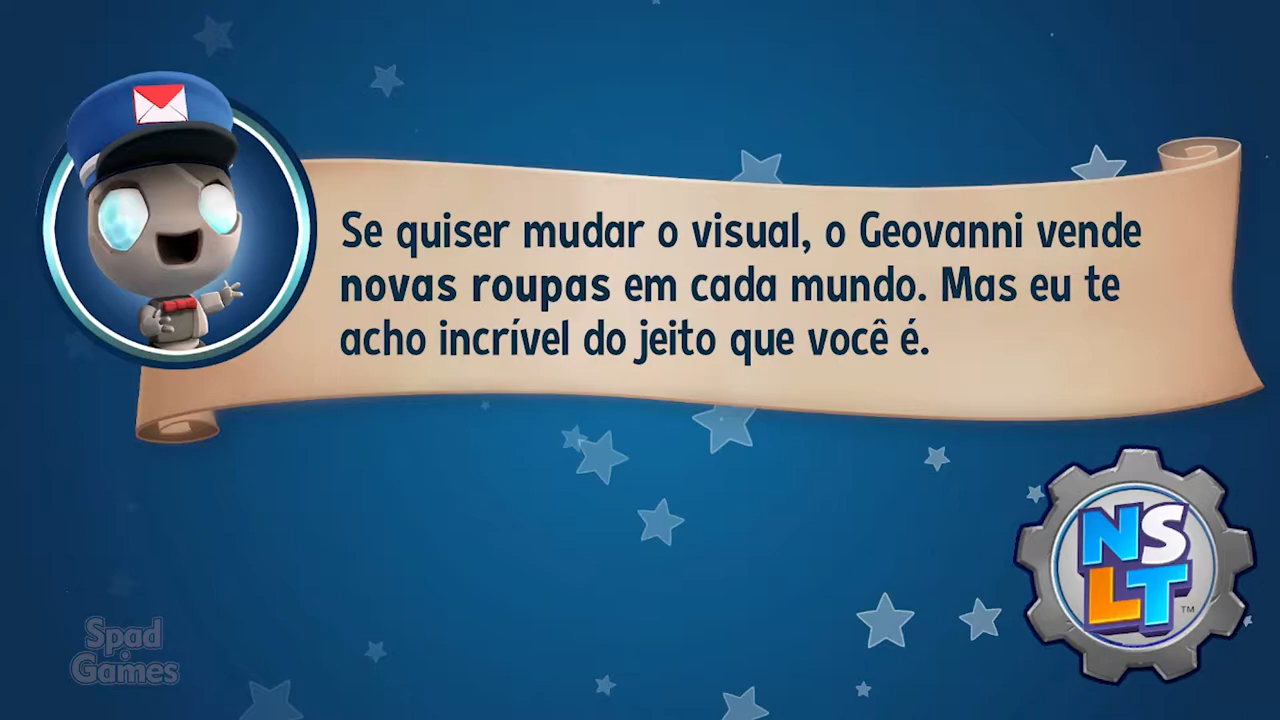 Se quiser mudar o visual, o Geovanni vende
novas roupas em cada mundo. Mas eu te
acho incrível do jeito que você é.
NS
LT
TM
Spad
Games